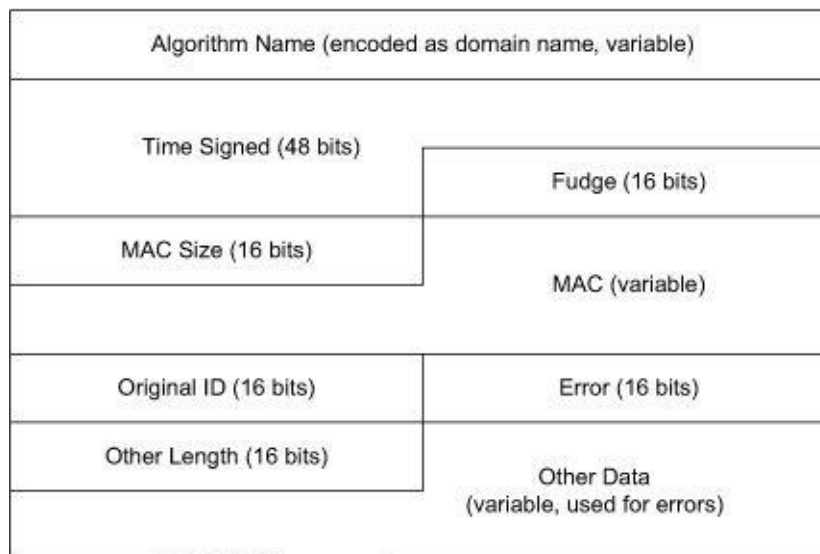 Algorithm Name (encoded as domain name, variable)
Time Signed (48 bits)
Fudge (16 bits)
MAC Size (16 bits)
MAC (variable)
Original ID (16 bits)
Error (16 bits)
Other Length (16 bits)
Other Data
(variable, used for errors)